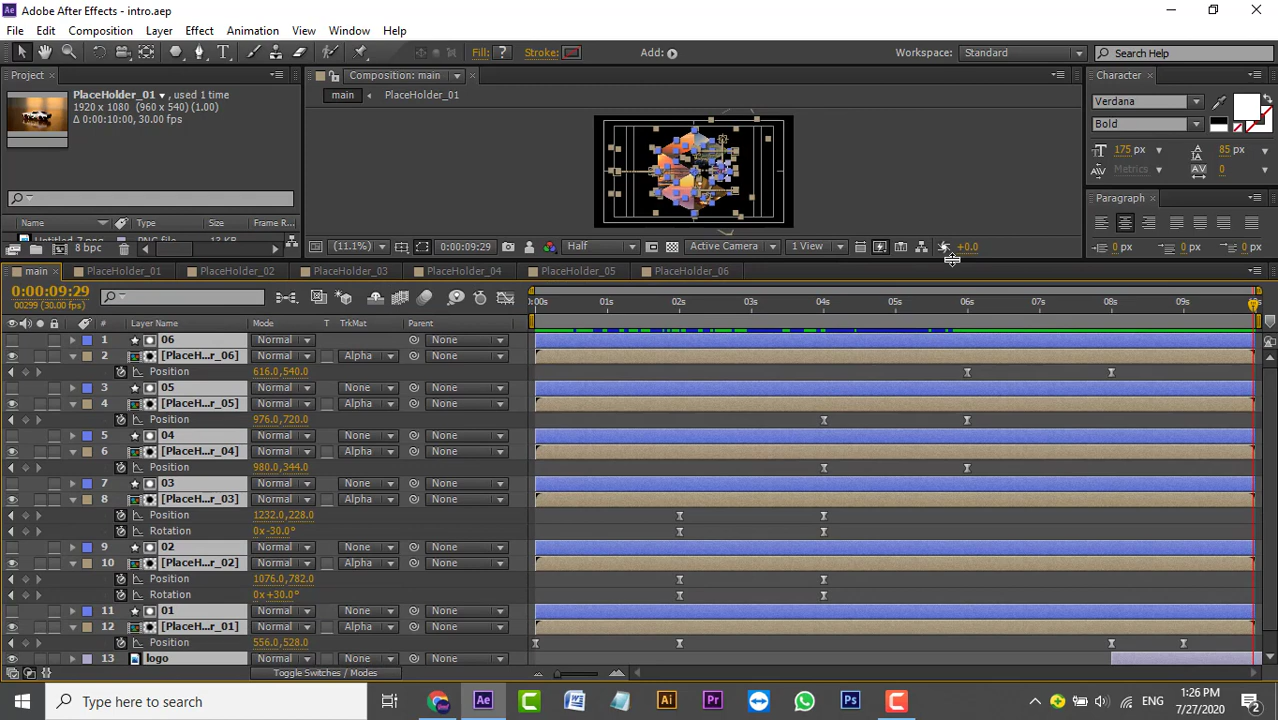 Adobe After Effects - intro.aep
File Edit Composition Layer Effect Animation View Window Help
Fill: ? Stroke: Add: Workspace: Standard Search Help
Project
PlaceHolder_01, used 1 time
1920 x 1080 (960 x 540) (1.00)
Δ 0:00:10:00, 30.00 fps
Name Type Size Frame R...
8 bpc
Composition: main
main PlaceHolder_01
(11.1%) 0:00:09:29 Half Active Camera 1 View +0.0
Character
Verdana
Bold
175 px 85 px
Metrics 0
Paragraph
0 px 0 px 0 px
main PlaceHolder_01 PlaceHolder_02 PlaceHolder_03 PlaceHolder_04 PlaceHolder_05 PlaceHolder_06
0:00:09:29
00299 (30.00 fps)
:00s 01s 02s 03s 04s 05s 06s 07s 08s 09s
# Layer Name Mode T TrkMat Parent
1 06 Normal None
2 [PlaceH...r_06] Normal Alpha None
Position 616.0,540.0
3 05 Normal None None
4 [PlaceH...r_05] Normal Alpha None
Position 976.0,720.0
5 04 Normal None None
6 [PlaceH...r_04] Normal Alpha None
Position 980.0,344.0
7 03 Normal None None
8 [PlaceH...r_03] Normal Alpha None
Position 1232.0,228.0
Rotation 0x-30.0°
9 02 Normal None None
10 [PlaceH...r_02] Normal Alpha None
Position 1076.0,782.0
Rotation 0x+30.0°
11 01 Normal None None
12 [PlaceH...r_01] Normal Alpha None
Position 556.0,528.0
13 logo Normal None None
Toggle Switches / Modes
Type here to search
ENG
1:26 PM
7/27/2020
2